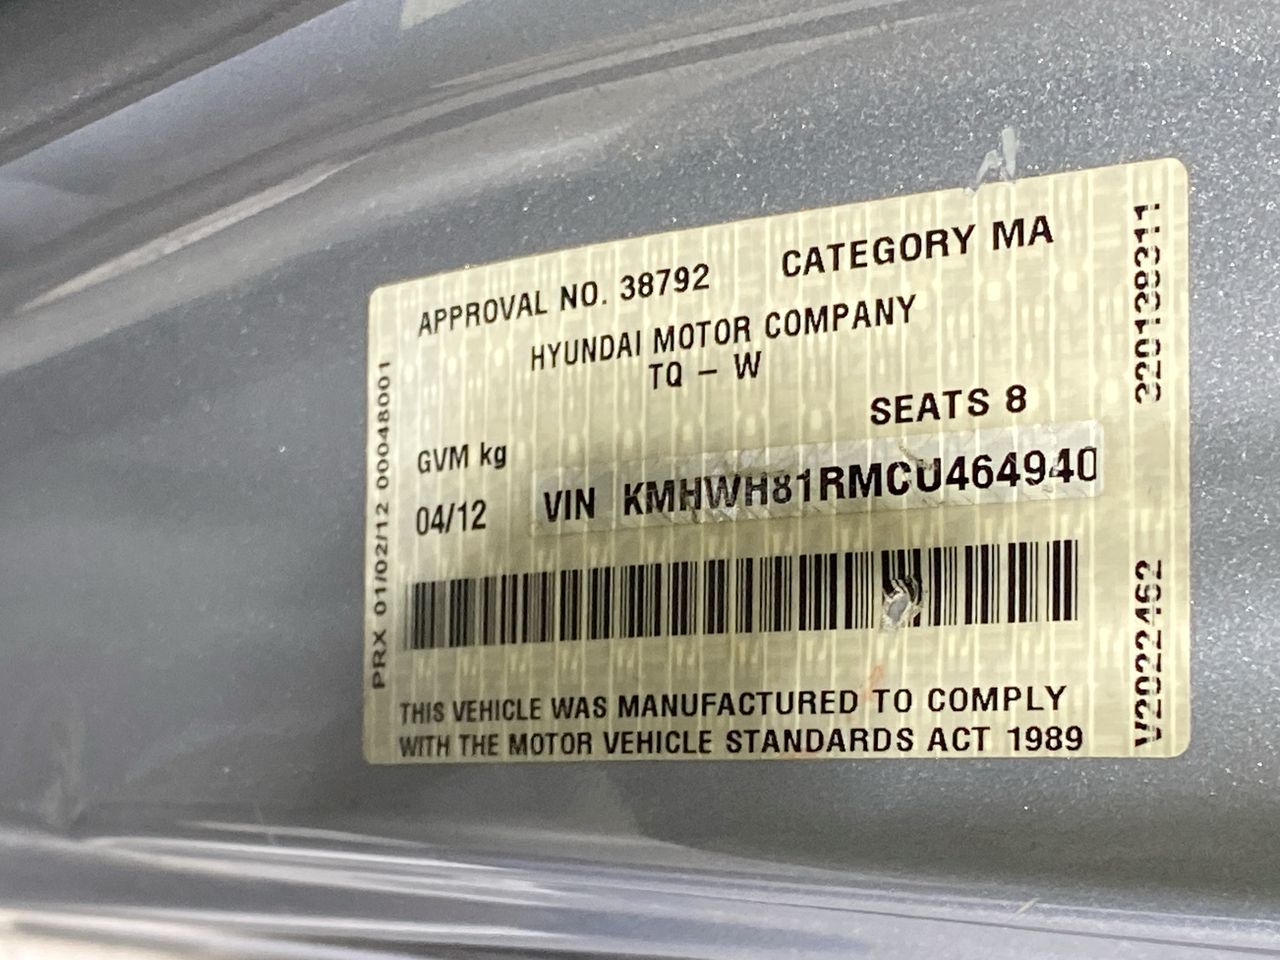 APPROVAL NO. 38792 CATEGORY MA
HYUNDAI MOTOR COMPANY
TQ – W
SEATS 8
GVM kg
04/12 VIN KMHWH81RMCU464940
THIS VEHICLE WAS MANUFACTURED TO COMPLY
WITH THE MOTOR VEHICLE STANDARDS ACT 1989
PRX 01/02/12 00048001
V2022462 320138311